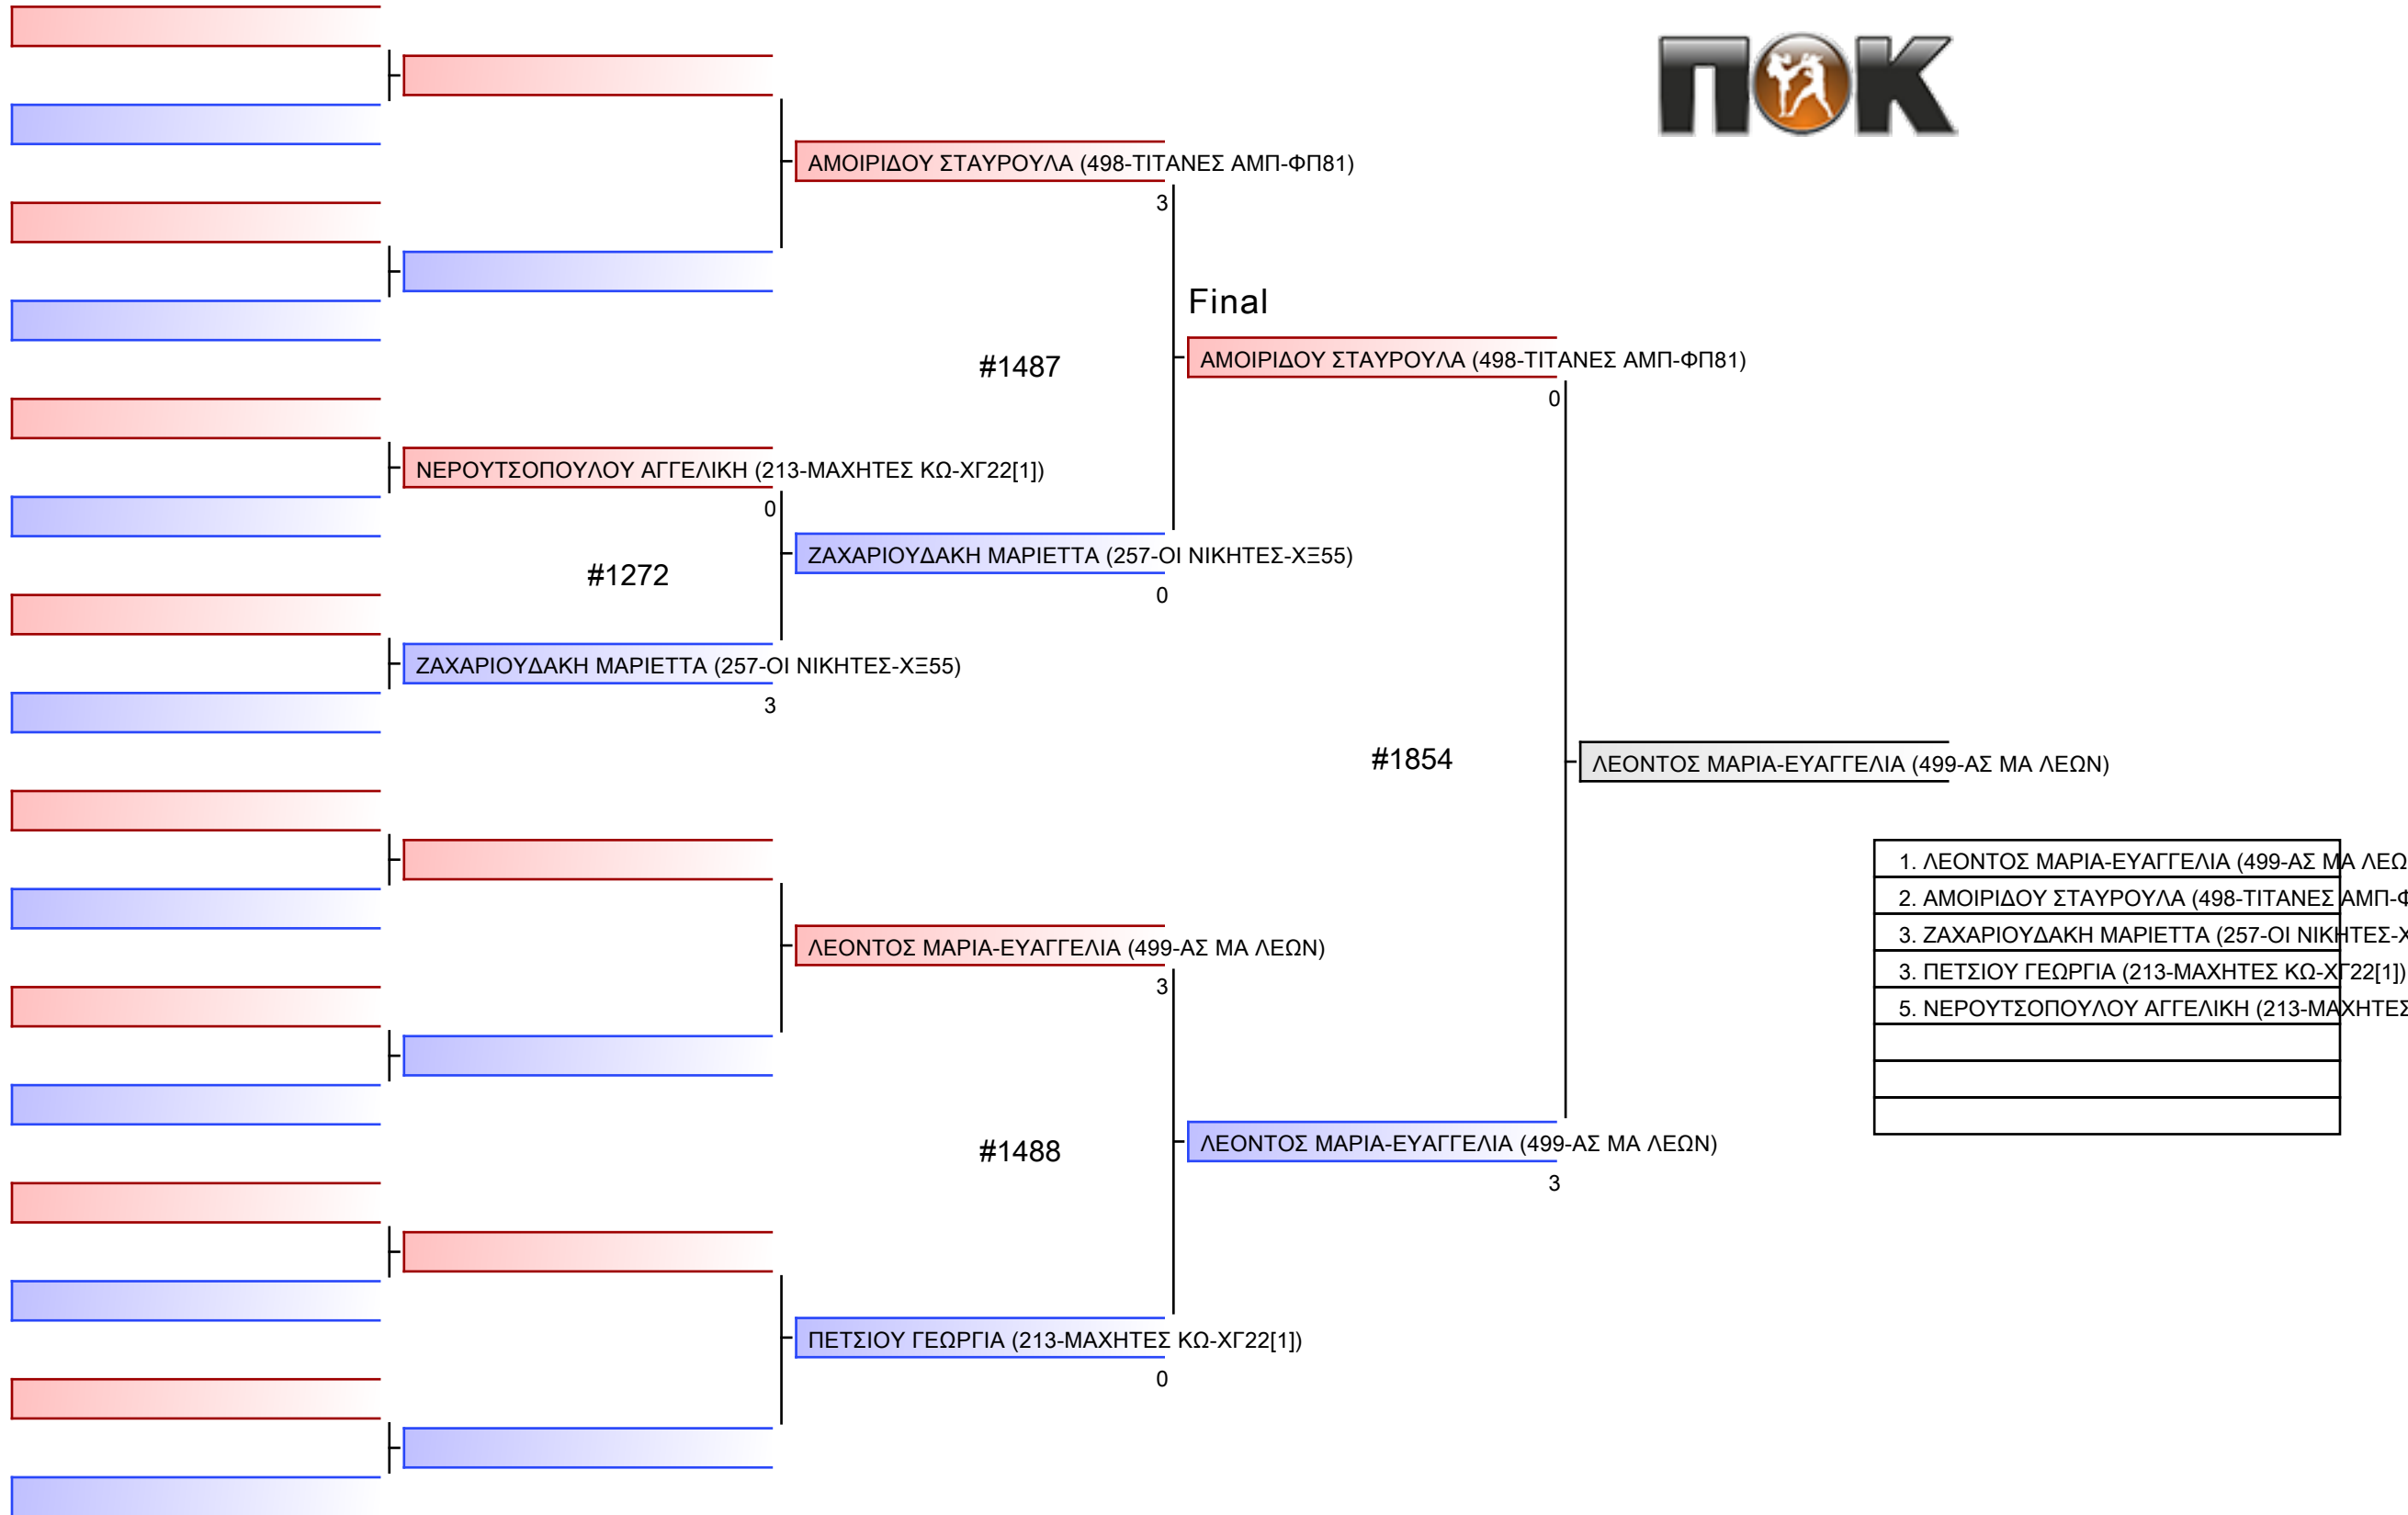 ΠΟΚ
ΑΜΟΙΡΙΔΟΥ ΣΤΑΥΡΟΥΛΑ (498-ΤΙΤΑΝΕΣ ΑΜΠ-ΦΠ81)
3
Final
#1487
ΑΜΟΙΡΙΔΟΥ ΣΤΑΥΡΟΥΛΑ (498-ΤΙΤΑΝΕΣ ΑΜΠ-ΦΠ81)
0
ΝΕΡΟΥΤΣΟΠΟΥΛΟΥ ΑΓΓΕΛΙΚΗ (213-ΜΑΧΗΤΕΣ ΚΩ-ΧΓ22[1])
0
ΖΑΧΑΡΙΟΥΔΑΚΗ ΜΑΡΙΕΤΤΑ (257-ΟΙ ΝΙΚΗΤΕΣ-ΧΞ55)
#1272
0
ΖΑΧΑΡΙΟΥΔΑΚΗ ΜΑΡΙΕΤΤΑ (257-ΟΙ ΝΙΚΗΤΕΣ-ΧΞ55)
3
#1854
ΛΕΟΝΤΟΣ ΜΑΡΙΑ-ΕΥΑΓΓΕΛΙΑ (499-ΑΣ ΜΑ ΛΕΩΝ)
1. ΛΕΟΝΤΟΣ ΜΑΡΙΑ-ΕΥΑΓΓΕΛΙΑ (499-ΑΣ ΜΑ ΛΕΩ
2. ΑΜΟΙΡΙΔΟΥ ΣΤΑΥΡΟΥΛΑ (498-ΤΙΤΑΝΕΣ ΑΜΠ-Φ
3. ΖΑΧΑΡΙΟΥΔΑΚΗ ΜΑΡΙΕΤΤΑ (257-ΟΙ ΝΙΚΗΤΕΣ-Χ
3. ΠΕΤΣΙΟΥ ΓΕΩΡΓΙΑ (213-ΜΑΧΗΤΕΣ ΚΩ-ΧΓ22[1])
5. ΝΕΡΟΥΤΣΟΠΟΥΛΟΥ ΑΓΓΕΛΙΚΗ (213-ΜΑΧΗΤΕΣ
ΛΕΟΝΤΟΣ ΜΑΡΙΑ-ΕΥΑΓΓΕΛΙΑ (499-ΑΣ ΜΑ ΛΕΩΝ)
3
#1488
ΛΕΟΝΤΟΣ ΜΑΡΙΑ-ΕΥΑΓΓΕΛΙΑ (499-ΑΣ ΜΑ ΛΕΩΝ)
3
ΠΕΤΣΙΟΥ ΓΕΩΡΓΙΑ (213-ΜΑΧΗΤΕΣ ΚΩ-ΧΓ22[1])
0